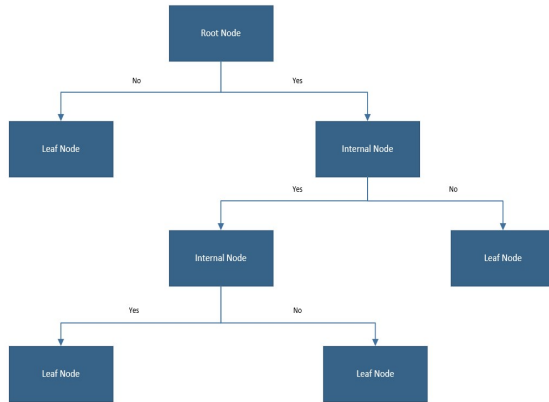 Root Node
No
Yes
Leaf Node
Internal Node
Yes
No
Internal Node
Leaf Node
Yes
No
Leaf Node
Leaf Node